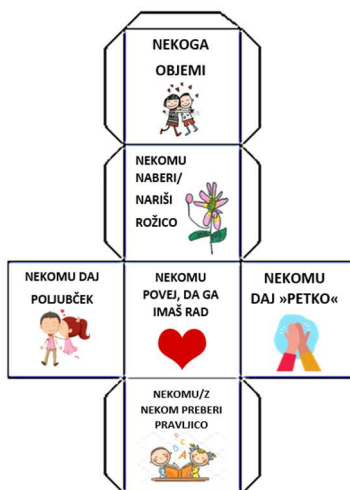 NEKOGA
OBJEMI
NEKOMU
NABERI/
NARIŠI
ROŽICO
NEKOMU DAJ
POLJUBČEK
NEKOMU
POVEJ, DA GA
IMAŠ RAD
NEKOMU
DAJ »PETKO«
NEKOMU/Z
NEKOM PREBERI
PRAVLJICO